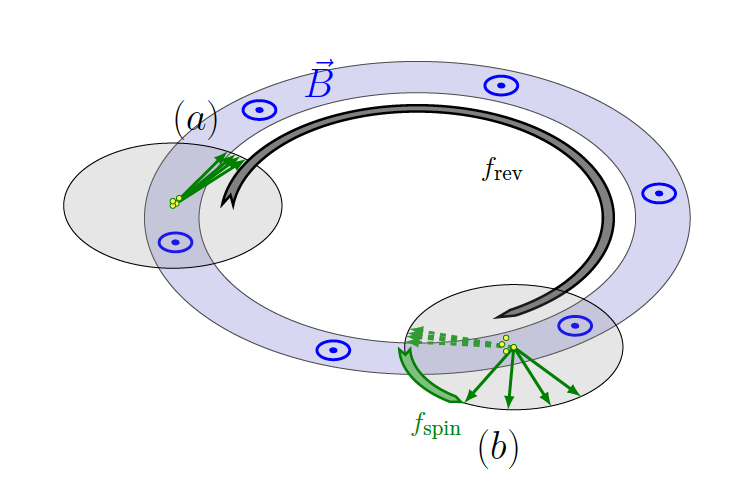 B⃗
(a)
f_rev
f_spin
(b)